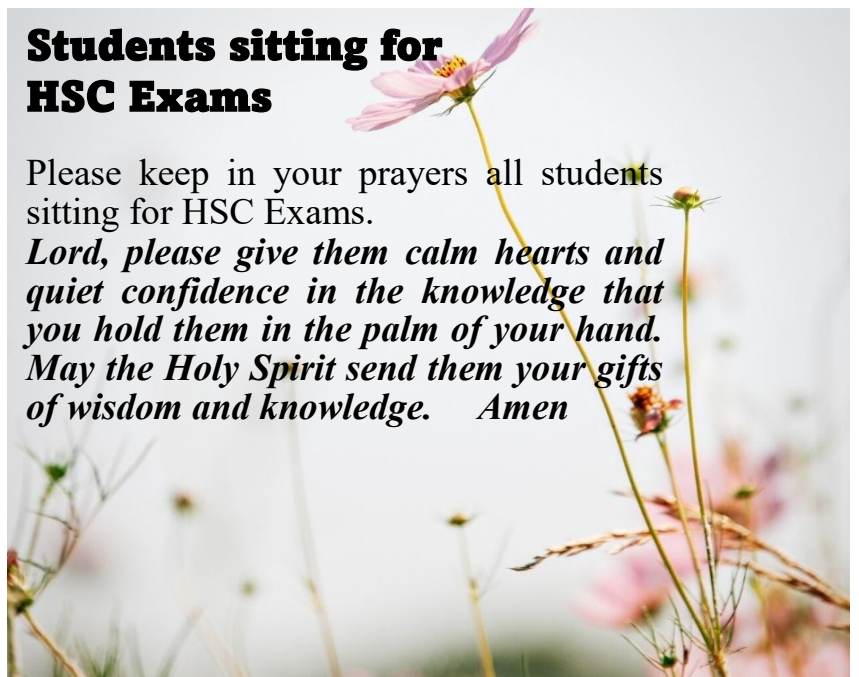 Students sitting for
HSC Exams
Please keep in your prayers all students
sitting for HSC Exams.
Lord, please give them calm hearts and
quiet confidence in the knowledge that
you hold them in the palm of your hand.
May the Holy Spirit send them your gifts
of wisdom and knowledge. Amen